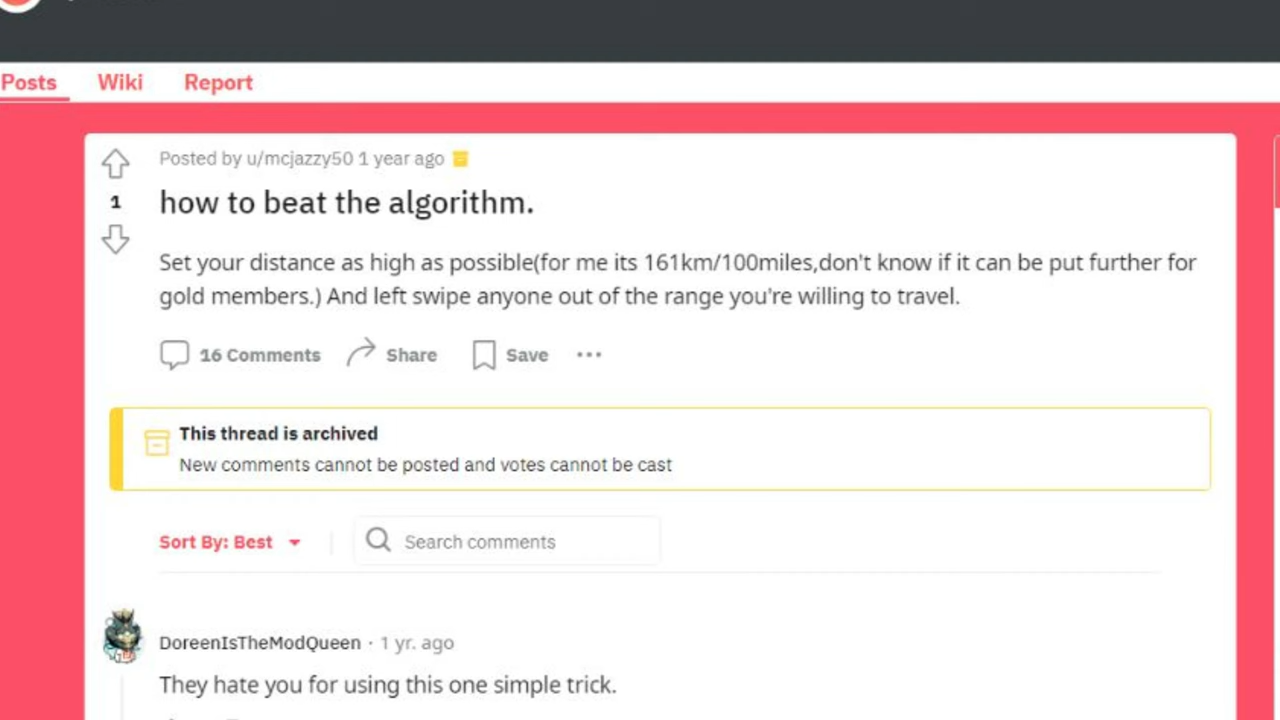 Posts Wiki Report
Posted by u/mcjazzy50 1 year ago
1
how to beat the algorithm.
Set your distance as high as possible(for me its 161km/100miles,don't know if it can be put further for
gold members.) And left swipe anyone out of the range you're willing to travel.
16 Comments Share Save
This thread is archived
New comments cannot be posted and votes cannot be cast
Sort By: Best Search comments
DoreenIsTheModQueen · 1 yr. ago
They hate you for using this one simple trick.